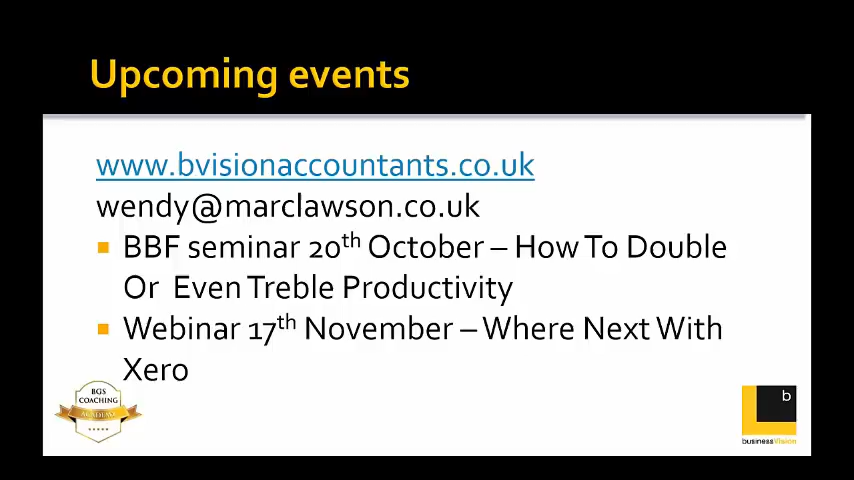 Upcoming events
www.bvisionaccountants.co.uk
wendy@marclawson.co.uk
BBF seminar 20th October – How To Double
Or Even Treble Productivity
Webinar 17th November – Where Next With
Xero
BGS
COACHING
ACADEMY
b
businessVision